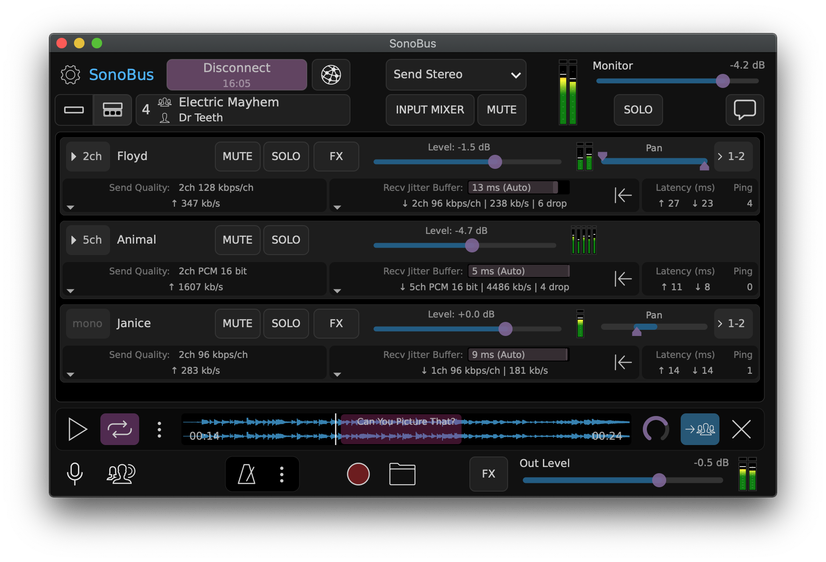 SonoBus
SonoBus
Disconnect
16:05
Send Stereo
Monitor
-4.2 dB
4
Electric Mayhem
Dr Teeth
INPUT MIXER
MUTE
SOLO
2ch
Floyd
MUTE
SOLO
FX
Level: -1.5 dB
Pan
1-2
Send Quality:
2ch 128 kbps/ch
↑ 347 kb/s
Recv Jitter Buffer:
13 ms (Auto)
↓ 2ch 96 kbps/ch | 238 kb/s | 6 drop
Latency (ms)
Ping
↑ 27 ↓ 23
4
5ch
Animal
MUTE
SOLO
Level: -4.7 dB
Send Quality:
2ch PCM 16 bit
↑ 1607 kb/s
Recv Jitter Buffer:
5 ms (Auto)
↓ 5ch PCM 16 bit | 4486 kb/s | 4 drop
Latency (ms)
Ping
↑ 11 ↓ 8
0
mono
Janice
MUTE
SOLO
FX
Level: +0.0 dB
Pan
1-2
Send Quality:
2ch 96 kbps/ch
↑ 283 kb/s
Recv Jitter Buffer:
9 ms (Auto)
↓ 1ch 96 kbps/ch | 181 kb/s
Latency (ms)
Ping
↑ 14 ↓ 14
1
Can You Picture That?
00:14
00:24
FX
Out Level
-0.5 dB